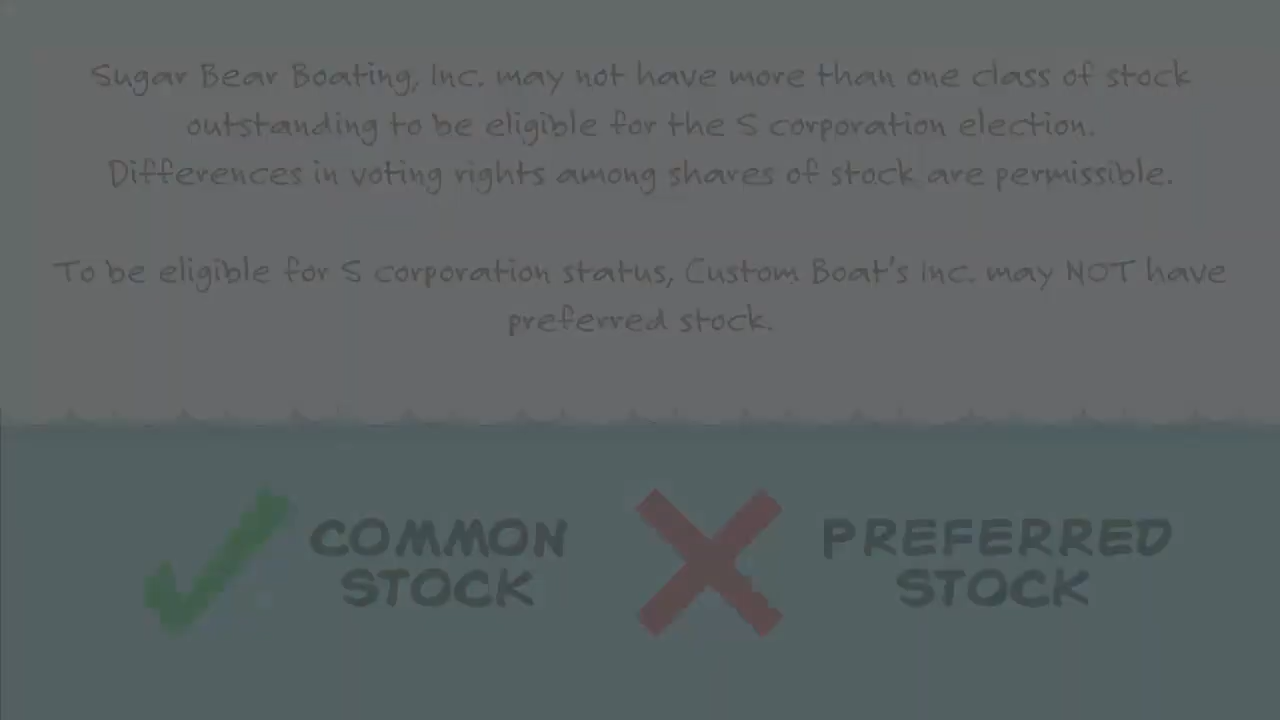 Sugar Bear Boating, Inc. may not have more than one class of stock
outstanding to be eligible for the S corporation election.
Differences in voting rights among shares of stock are permissible.
To be eligible for S corporation status, Custom Boat's Inc. may NOT have
preferred stock.
COMMON PREFERRED
STOCK STOCK